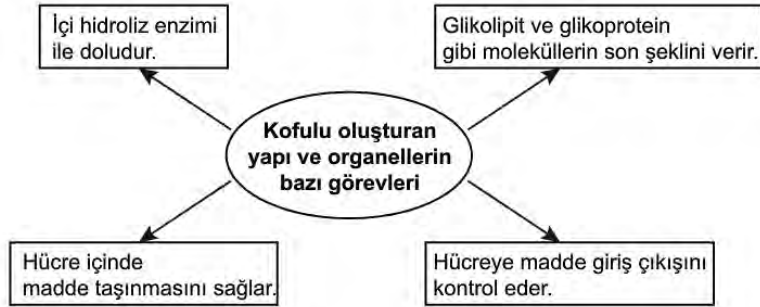 İçi hidroliz enzimi
ile doludur.
Glikolipit ve glikoprotein
gibi moleküllerin son şeklini verir.
Kofulu oluşturan
yapı ve organellerin
bazı görevleri
Hücre içinde
madde taşınmasını sağlar.
Hücreye madde giriş çıkışını
kontrol eder.